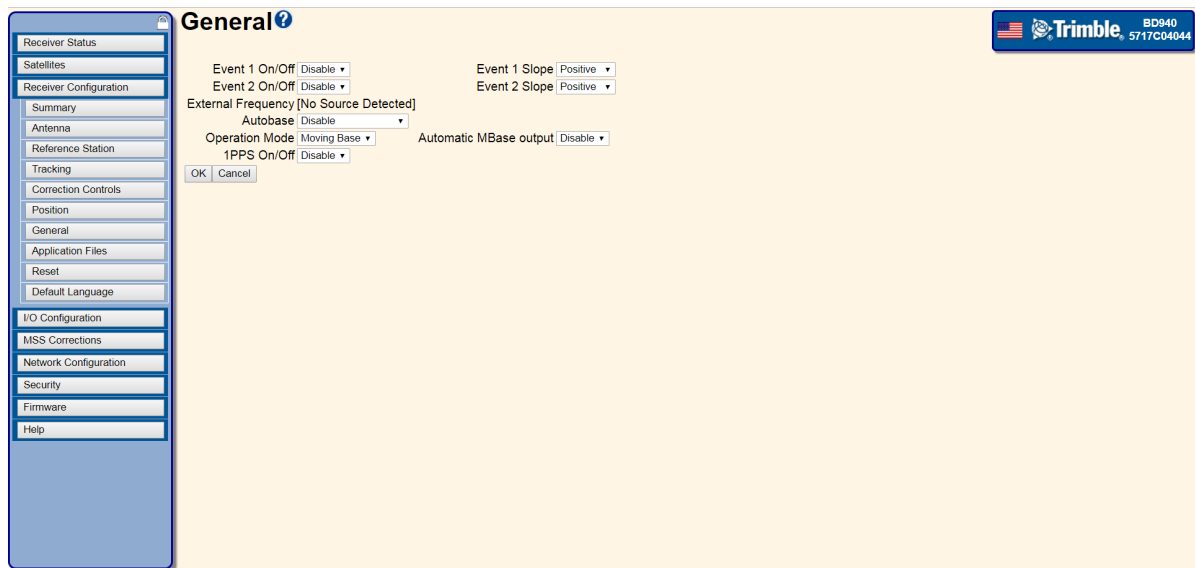 General?
Trimble® BD940
5717C04044
Receiver Status
Satellites
Receiver Configuration
Summary
Antenna
Reference Station
Tracking
Correction Controls
Position
General
Application Files
Reset
Default Language
I/O Configuration
MSS Corrections
Network Configuration
Security
Firmware
Help
Event 1 On/Off Disable Event 1 Slope Positive
Event 2 On/Off Disable Event 2 Slope Positive
External Frequency [No Source Detected]
Autobase Disable
Operation Mode Moving Base Automatic MBase output Disable
1PPS On/Off Disable
OK Cancel